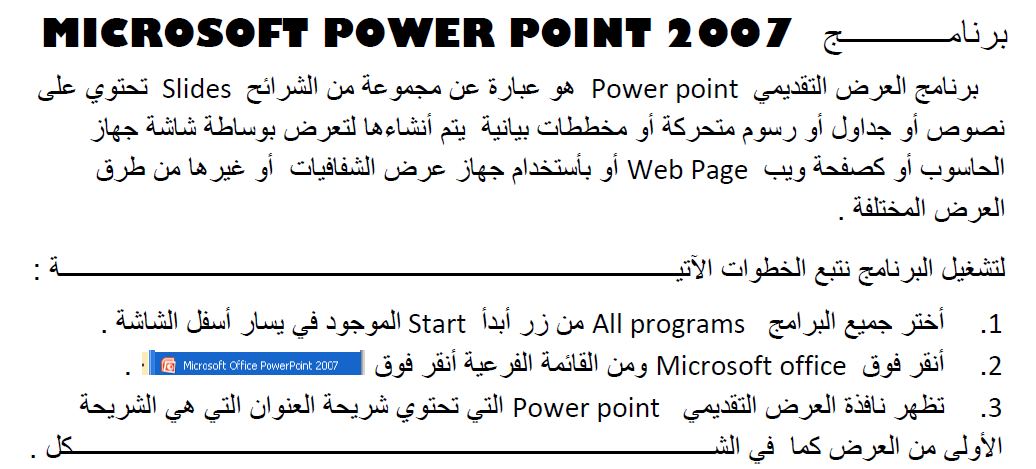 برنامـــــــــــــج MICROSOFT POWER POINT 2007
برنامج العرض التقديمي Power point هو عبارة عن مجموعة من الشرائح Slides تحتوي على
نصوص أو جداول أو رسوم متحركة أو مخططات بيانية يتم أنشاءها لتعرض بوساطة شاشة جهاز
الحاسوب أو كصفحة ويب Web Page أو بأستخدام جهاز عرض الشفافيات أو غيرها من طرق
العرض المختلفة .
لتشغيل البرنامج نتبع الخطوات الآتيـــــــــــــــــــــــــــــــــــــــــــــــــــــة :
1. أختر جميع البرامج All programs من زر أبدأ Start الموجود في يسار أسفل الشاشة .
2. أنقر فوق Microsoft office ومن القائمة الفرعية أنقر فوق Microsoft Office PowerPoint 2007 .
3. تظهر نافذة العرض التقديمي Power point التي تحتوي شريحة العنوان التي هي الشريحة
الأولى من العرض كما في الشــــــــــــــــــــــــــــــــــــــــــــــــــــكل .